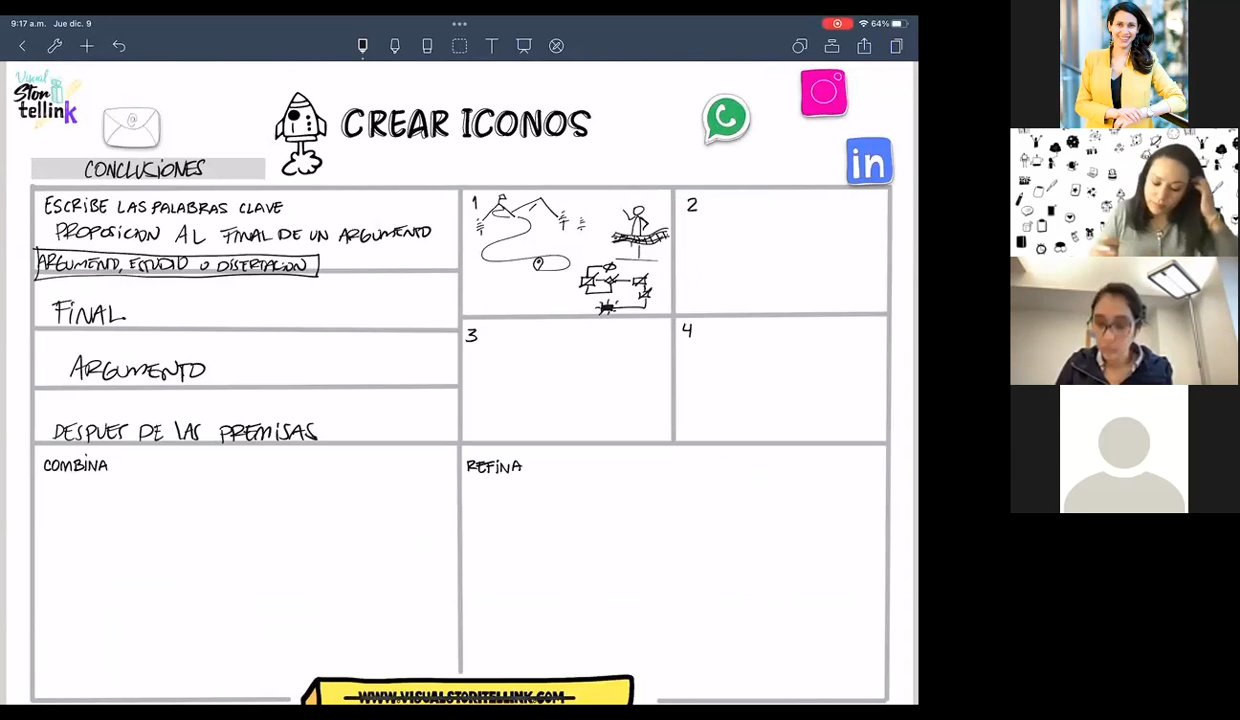 9:17 a.m. Jue dic. 9
64%
Visual
Stor
tellink
@
CREAR ICONOS
in
CONCLUSIONES
ESCRIBE LAS PALABRAS CLAVE
PROPOSICION AL FINAL DE UN ARGUMENTO
ARGUMENTO, ESTUDIO O DISERTACION
FINAL
ARGUMENTO
DESPUES DE LAS PREMISAS
1
2
3
4
COMBINA
REFINA
WWW.VISUALSTORITELLINK.COM